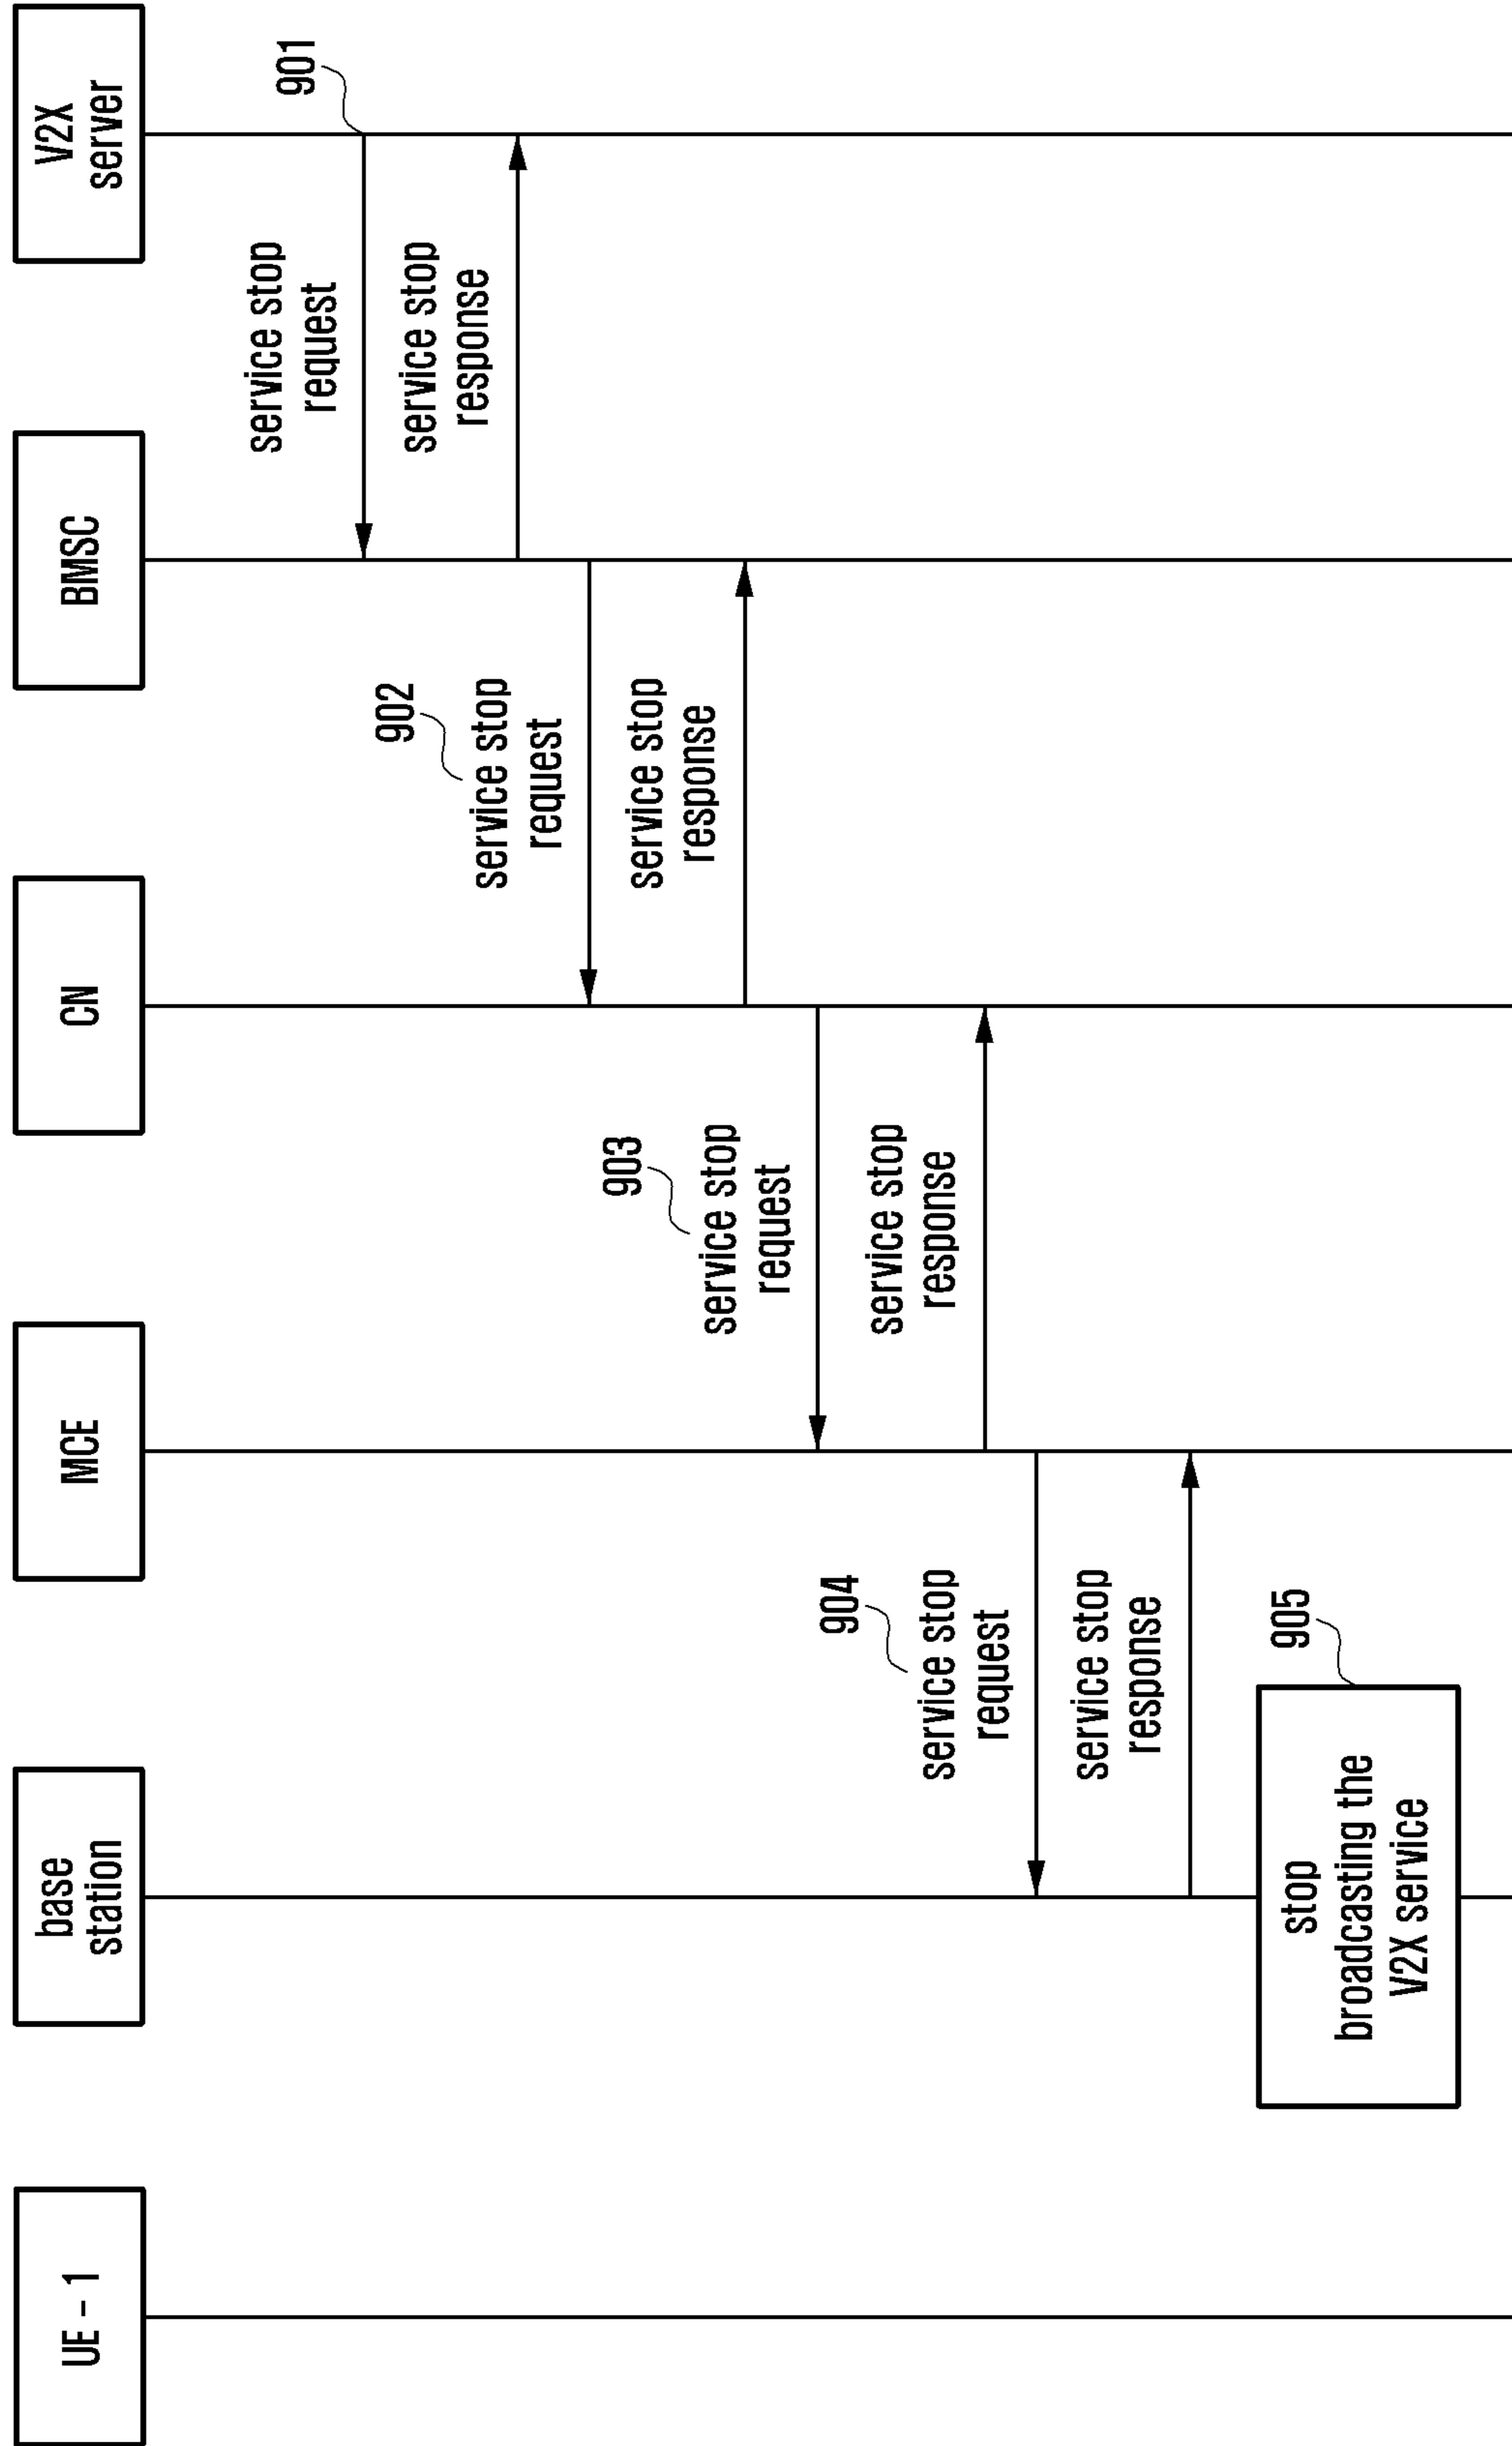 UE – 1
base
station
MCE
CN
BMSC
V2X
server
901
service stop
request
service stop
response
902
service stop
request
service stop
response
903
service stop
request
service stop
response
904
service stop
request
service stop
response
905
stop
broadcasting the
V2X service